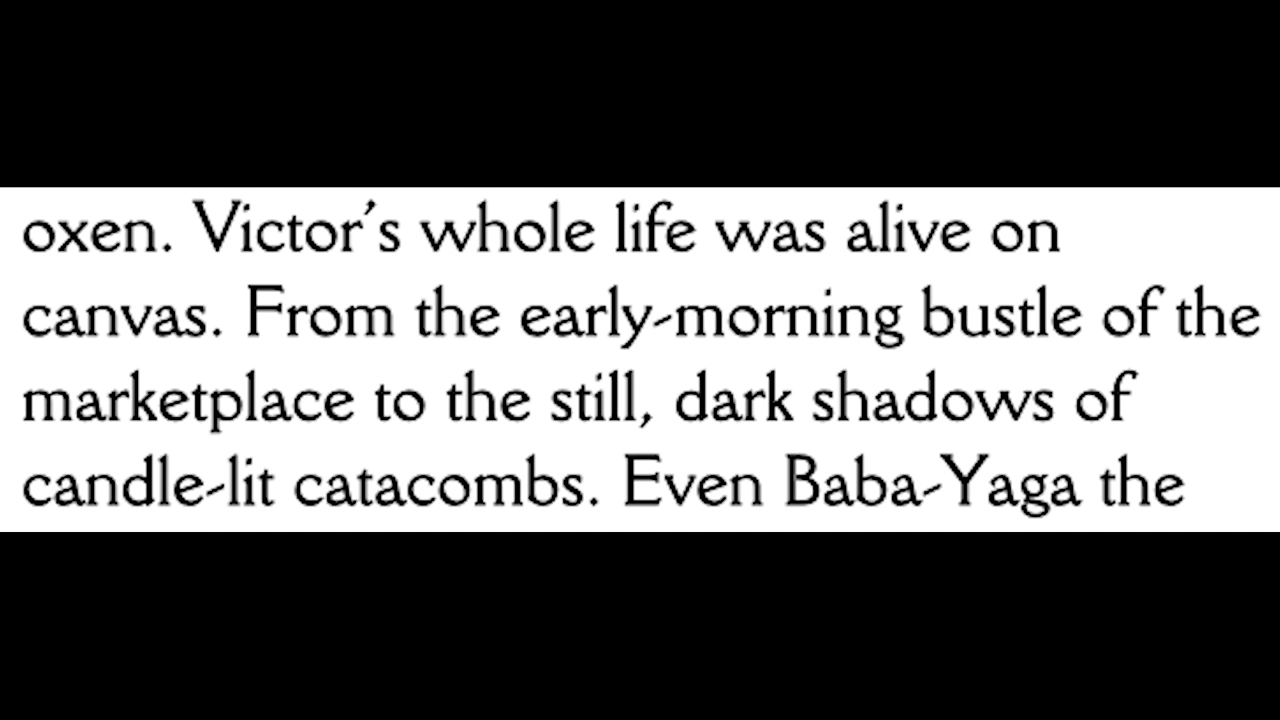 oxen. Victor’s whole life was alive on
canvas. From the early-morning bustle of the
marketplace to the still, dark shadows of
candle-lit catacombs. Even Baba-Yaga the